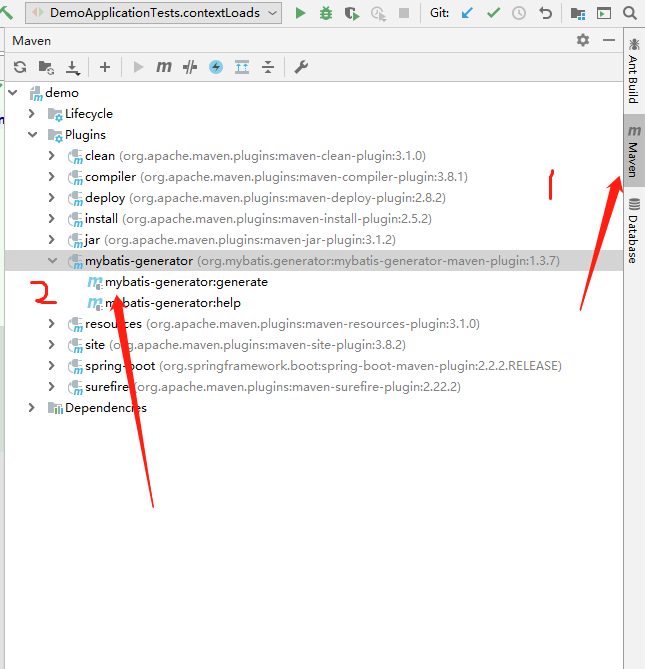 DemoApplicationTests.contextLoads
Git:
Maven
demo
Lifecycle
Plugins
clean (org.apache.maven.plugins:maven-clean-plugin:3.1.0)
compiler (org.apache.maven.plugins:maven-compiler-plugin:3.8.1)
deploy (org.apache.maven.plugins:maven-deploy-plugin:2.8.2)
install (org.apache.maven.plugins:maven-install-plugin:2.5.2)
jar (org.apache.maven.plugins:maven-jar-plugin:3.1.2)
mybatis-generator (org.mybatis.generator:mybatis-generator-maven-plugin:1.3.7)
mybatis-generator:generate
mybatis-generator:help
resources (org.apache.maven.plugins:maven-resources-plugin:3.1.0)
site (org.apache.maven.plugins:maven-site-plugin:3.8.2)
spring-boot (org.springframework.boot:spring-boot-maven-plugin:2.2.2.RELEASE)
surefire (org.apache.maven.plugins:maven-surefire-plugin:2.22.2)
Dependencies
1
2
Ant Build
Maven
Database